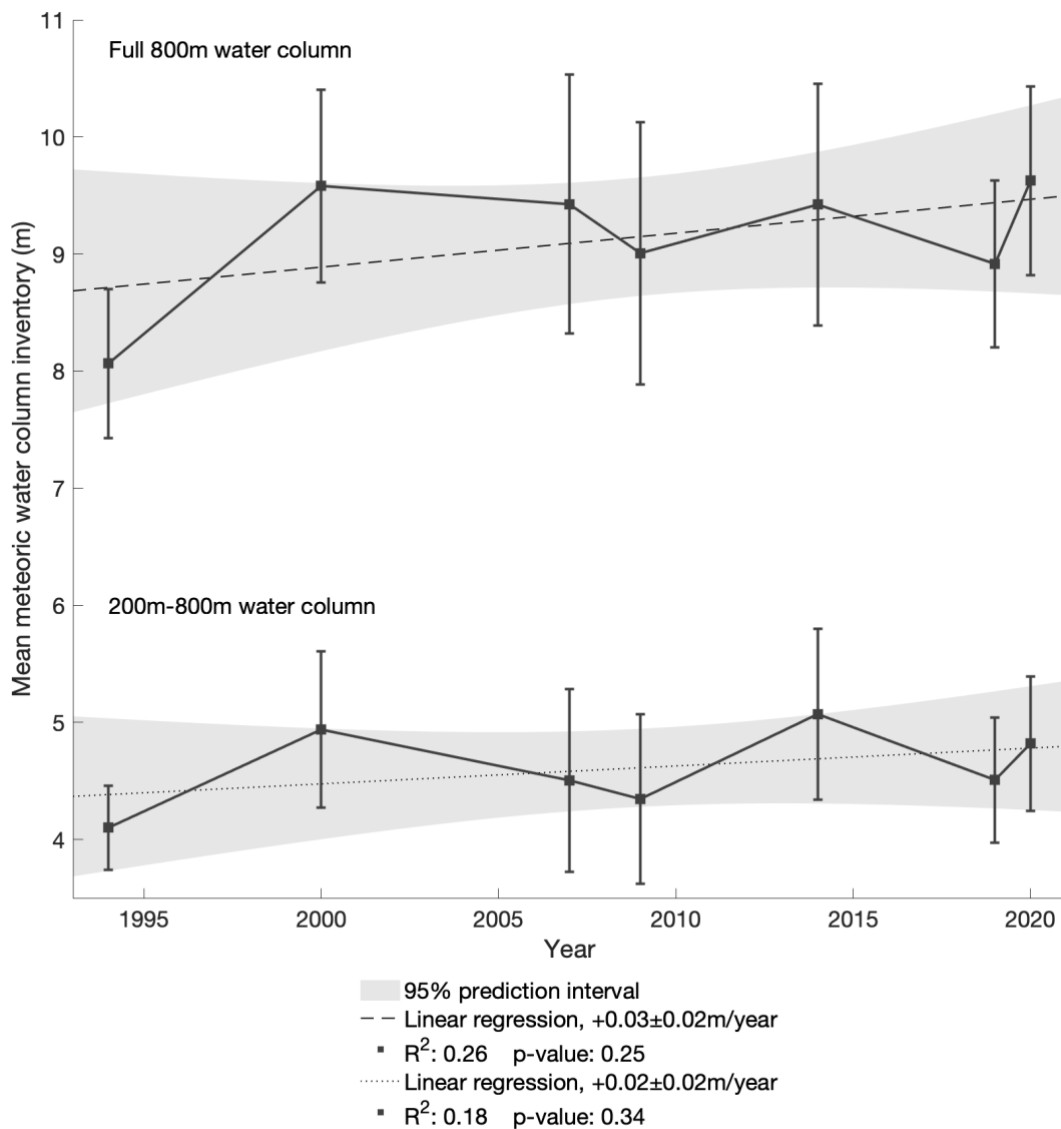 Full 800m water column
200m-800m water column
Mean meteoric water column inventory (m)
11
10
9
8
7
6
5
4
1995 2000 2005 2010 2015 2020
Year
95% prediction interval
Linear regression, +0.03±0.02m/year
R²: 0.26 p-value: 0.25
Linear regression, +0.02±0.02m/year
R²: 0.18 p-value: 0.34